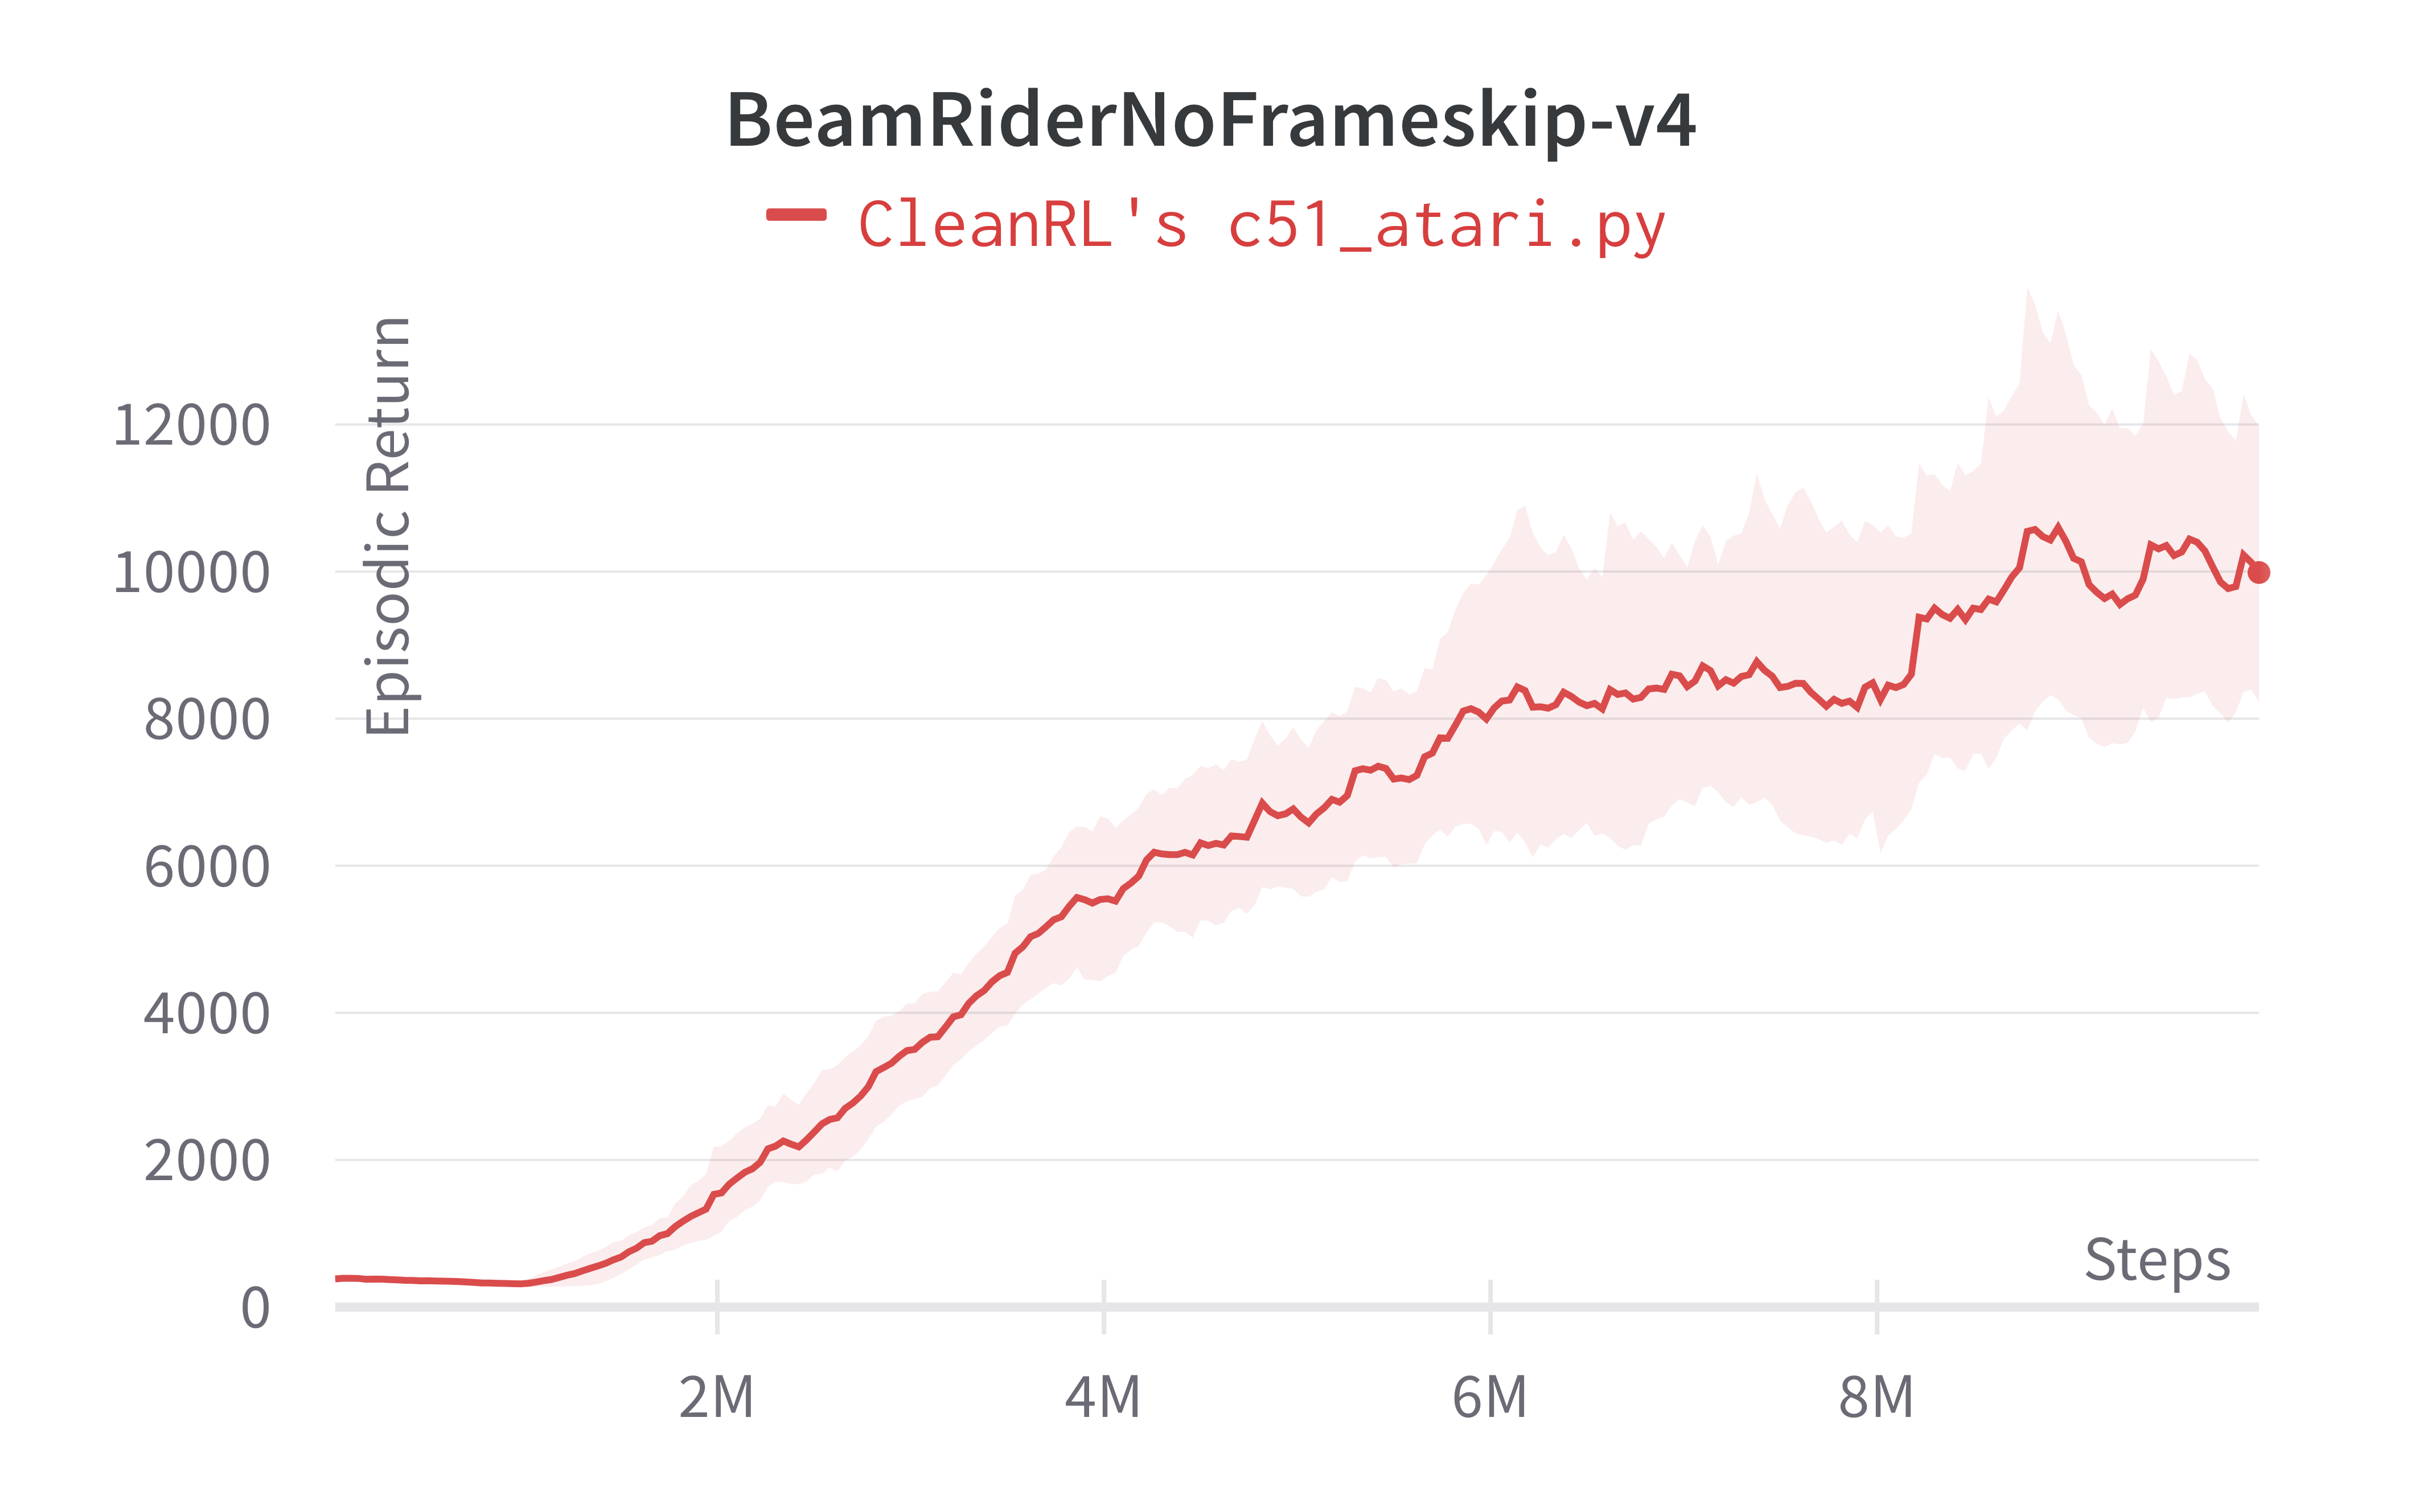 BeamRiderNoFrameskip-v4
CleanRL's c51_atari.py
Episodic Return
12000
10000
8000
6000
4000
2000
0
Steps
2M
4M
6M
8M